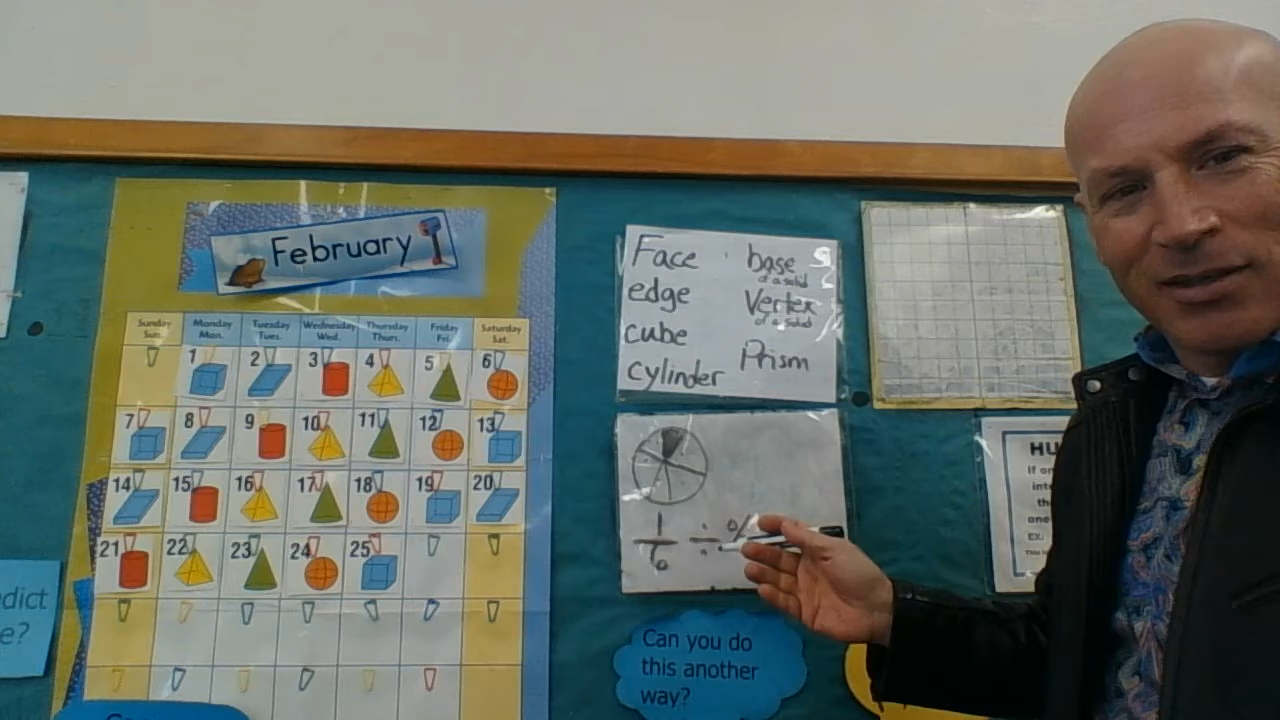 February
Sunday Monday Tuesday Wednesday Thursday Friday Saturday
Sun. Mon. Tues. Wed. Thurs. Fri. Sat.
1 2 3 4 5 6
7 8 9 10 11 12 13
14 15 16 17 18 19 20
21 22 23 24 25
Face
edge
cube
cylinder
base
of a solid
Vertex
of a solid
Prism
1
6
÷ %
Can you do
this another
way?
HU
If
EX:
dict
e?